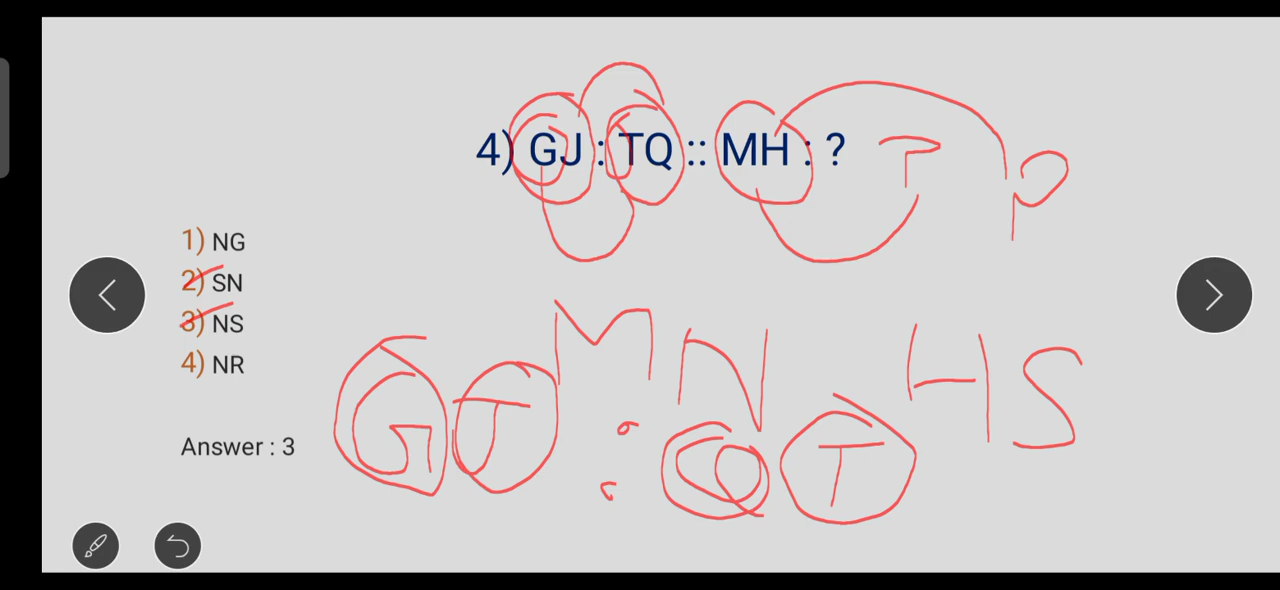 4) GJ : TQ :: MH : ?
T
P
1) NG
2) SN
3) NS
4) NR
M N H S
G J : Q T
Answer : 3